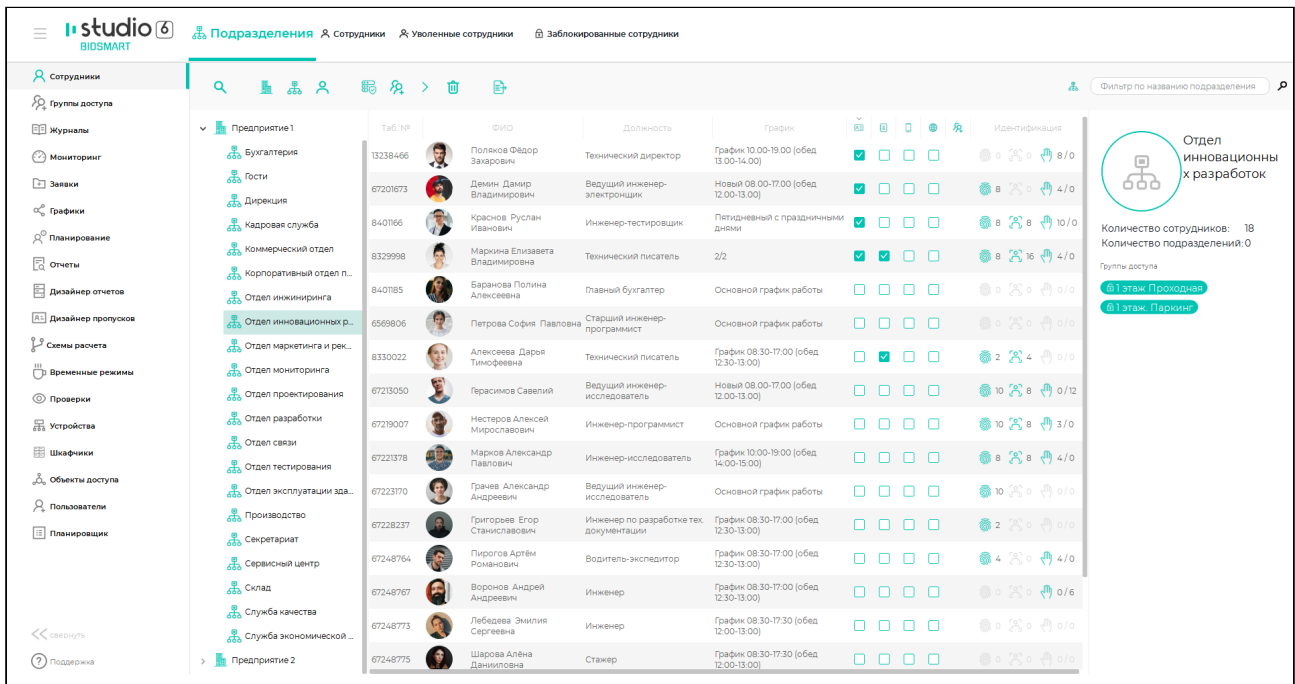 studio 6
BIOSMART
Подразделения
Сотрудники
Уволенные сотрудники
Заблокированные сотрудники
Сотрудники
Группы доступа
Журналы
Мониторинг
Заявки
Графики
Планирование
Отчеты
Дизайнер отчетов
Дизайнер пропусков
Схемы расчета
Временные режимы
Проверки
Устройства
Шкафчики
Объекты доступа
Пользователи
Планировщик
свернуть
Поддержка
Фильтр по названию подразделения
Предприятие 1
Бухгалтерия
Гости
Дирекция
Кадровая служба
Коммерческий отдел
Корпоративный отдел п...
Отдел инжиниринга
Отдел инновационных р...
Отдел маркетинга и рек...
Отдел мониторинга
Отдел проектирования
Отдел разработки
Отдел связи
Отдел тестирования
Отдел эксплуатации зда...
Производство
Секретариат
Сервисный центр
Склад
Служба качества
Служба экономической ...
Предприятие 2
Таб. № ФИО Должность График Идентификация
13238466 Поляков Фёдор Захарович Технический директор График 10.00-19.00 (обед 13.00-14.00) 0 0 8/0
67201673 Демин Дамир Владимирович Ведущий инженер-электронщик Новый 08.00-17.00 (обед 12.00-13.00) 8 0 4/0
8401166 Краснов Руслан Иванович Инженер-тестировщик Пятидневный с праздничными днями 8 8 10/0
8329998 Маркина Елизавета Владимировна Технический писатель 2/2 8 16 4/0
8401185 Баранова Полина Алексеевна Главный бухгалтер Основной график работы 0 0 0/0
6569806 Петрова София Павловна Старший инженер-программист Основной график работы 0 0 0/0
8330022 Алексеева Дарья Тимофеевна Технический писатель График 08:30-17:00 (обед 12:30-13:00) 2 4 0/0
67213050 Герасимов Савелий Ведущий инженер-исследователь Новый 08.00-17.00 (обед 12.00-13.00) 10 8 0/12
67219007 Нестеров Алексей Мирославович Инженер-программист Основной график работы 10 8 3/0
67221378 Марков Александр Павлович Инженер-исследователь График 10:00-19:00 (обед 14:00-15:00) 8 8 4/0
67223170 Грачев Александр Андреевич Ведущий инженер-исследователь Основной график работы 10 0 0/0
67228237 Григорьев Егор Станиславович Инженер по разработке тех. документации График 08:30-17:00 (обед 12:30-13:00) 2 0 0/0
67248764 Пирогов Артём Романович Водитель-экспедитор График 08:30-17:00 (обед 12:30-13:00) 4 0 4/0
67248767 Воронов Андрей Андреевич Инженер График 08:30-17:00 (обед 12:30-13:00) 0 0 0/6
67248773 Лебедева Эмилия Сергеевна Инженер График 08:30-17:30 (обед 12:00-13:00) 0 0 0/0
67248775 Шарова Алёна Данииловна Стажер График 08:30-17:30 (обед 12:00-13:00) 0 0 0/0
Отдел
инновационны
х разработок
Количество сотрудников: 18
Количество подразделений: 0
Группы доступа
1 этаж Проходная
1 этаж. Паркинг